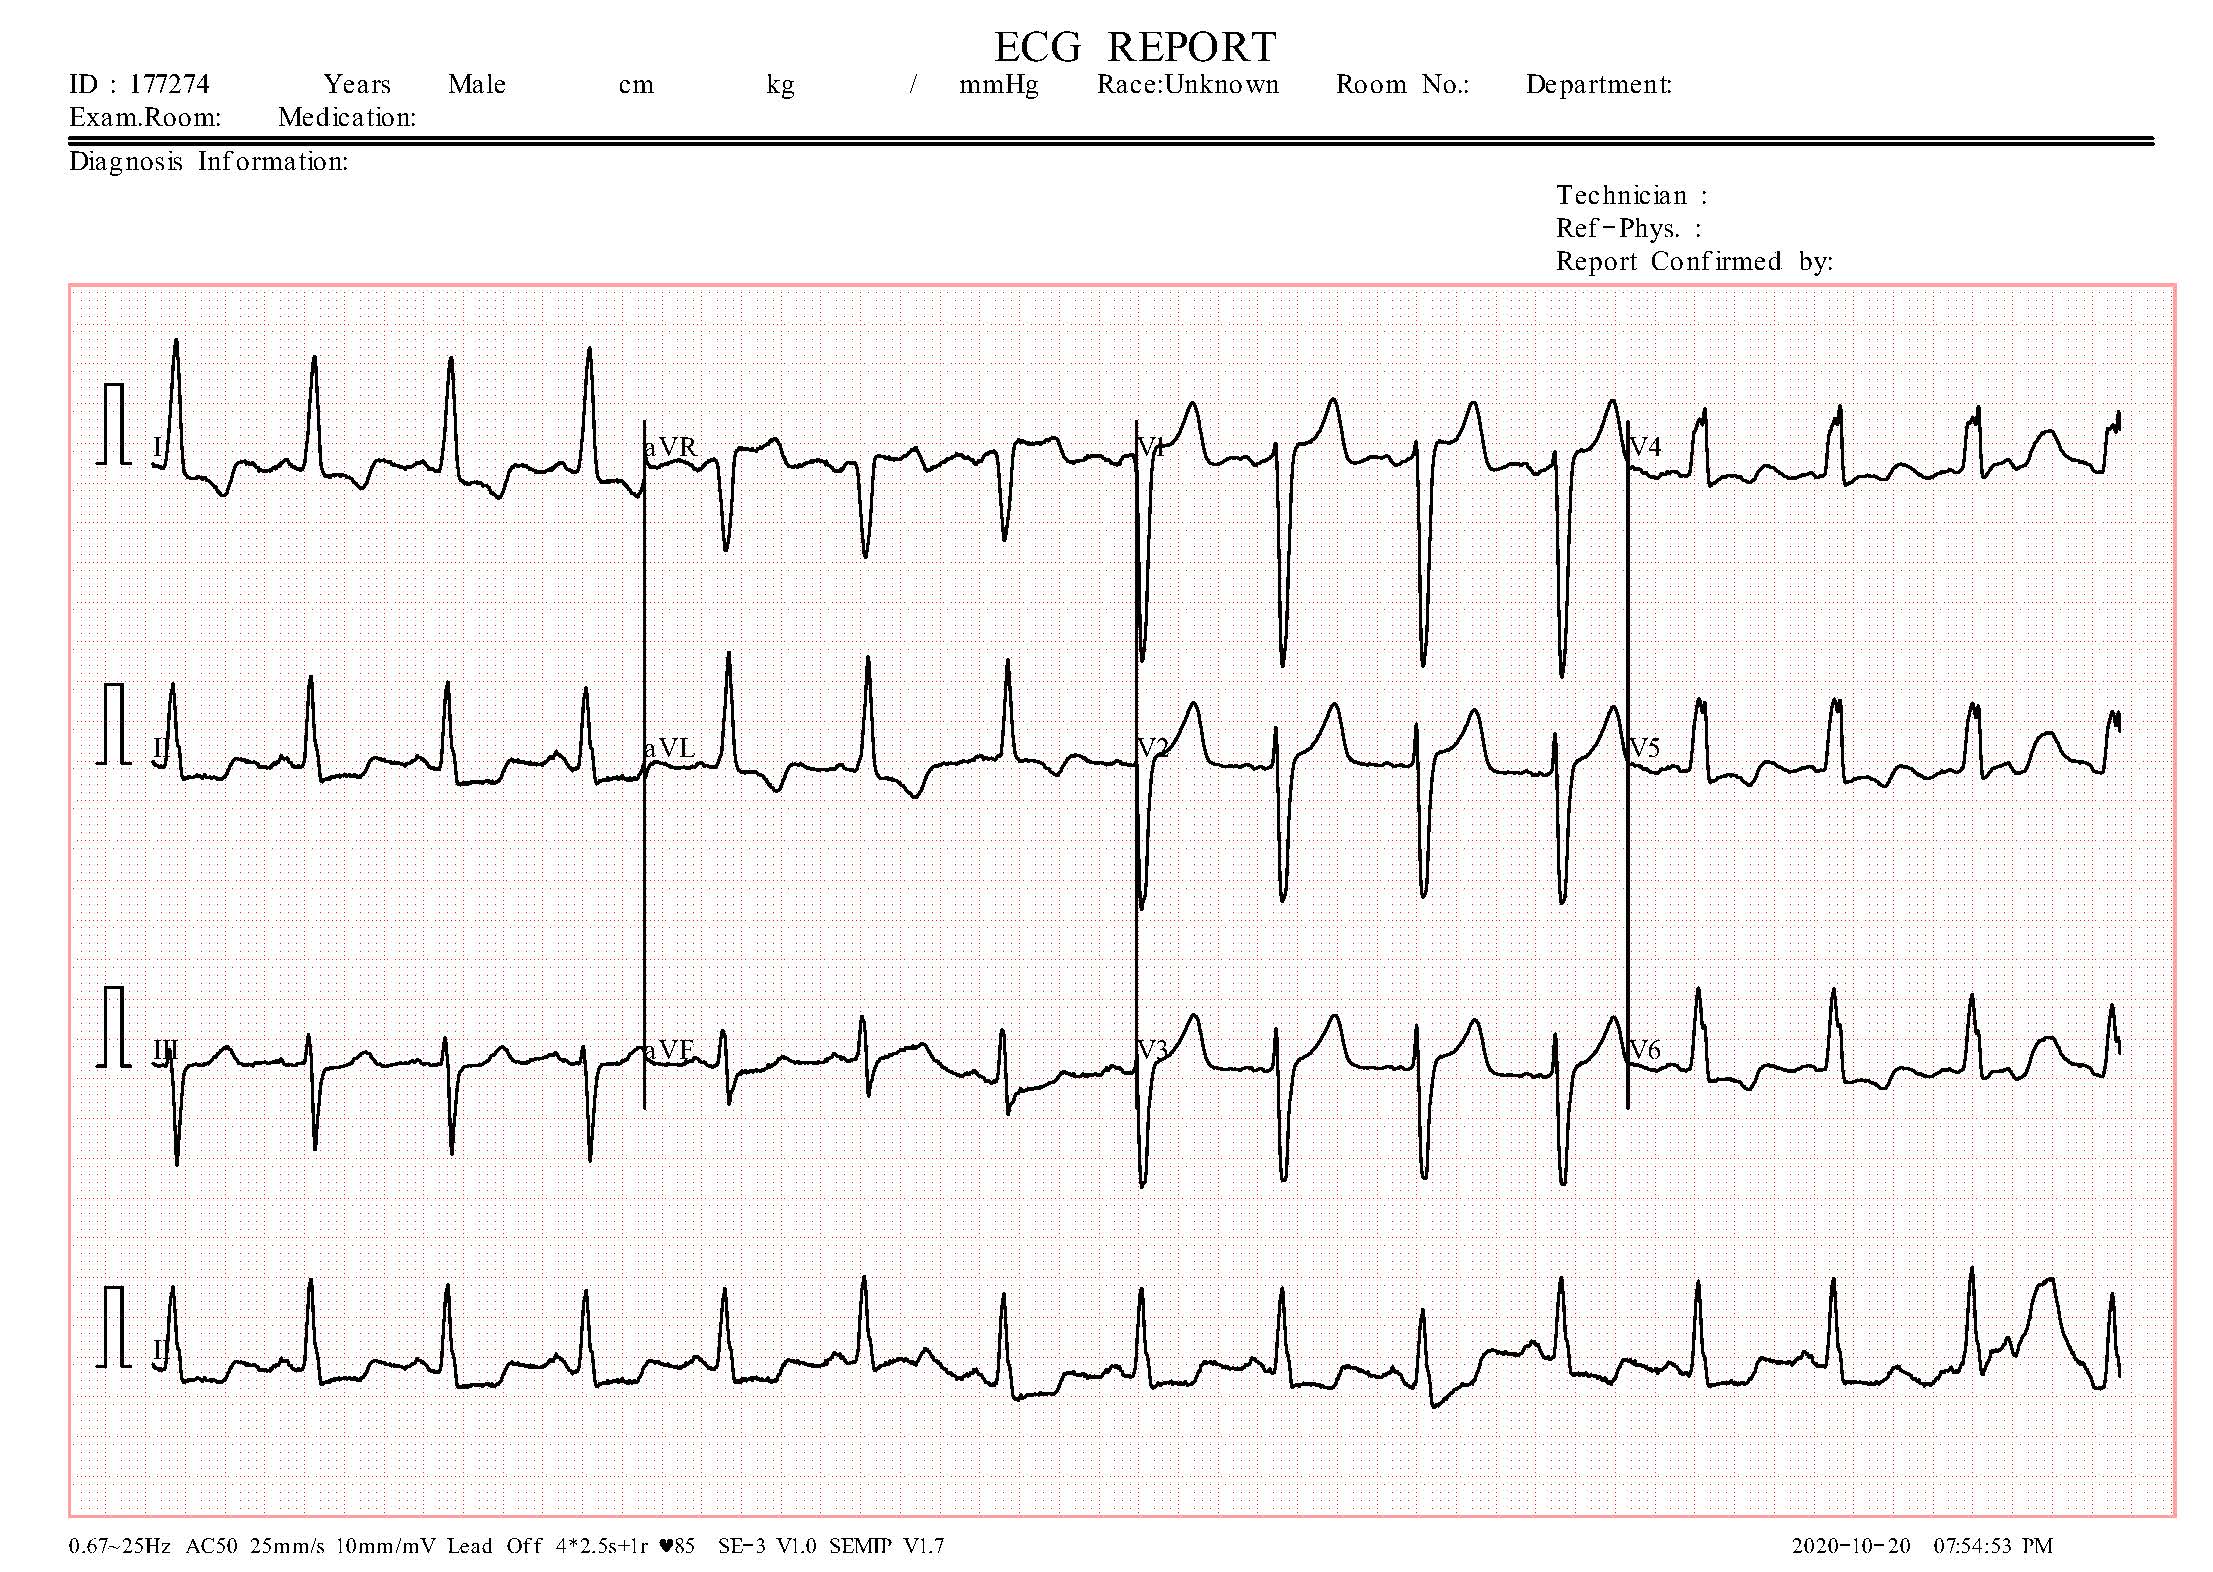 ECG REPORT
ID : 177274 Years Male cm kg / mmHg Race:Unknown Room No.: Department:
Exam.Room: Medication:
Diagnosis Information:
Technician :
Ref-Phys. :
Report Confirmed by:
I aVR V1 V4
II aVL V2 V5
III aVF V3 V6
II
0.67~25Hz AC50 25mm/s 10mm/mV Lead Off 4*2.5s+1r ♥85 SE-3 V1.0 SEMIP V1.7 2020-10-20 07:54:53 PM